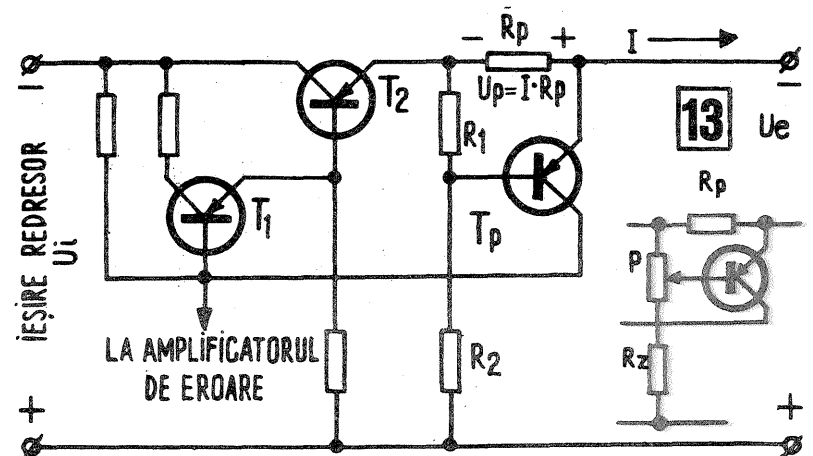 - Rp +
I
T2
Up=I·Rp
13
Ue
R1
Rp
IEȘIRE REDRESOR
Ui
T1
Tp
P
LA AMPLIFICATORUL
DE EROARE
R2
Rz
+
+
-
-